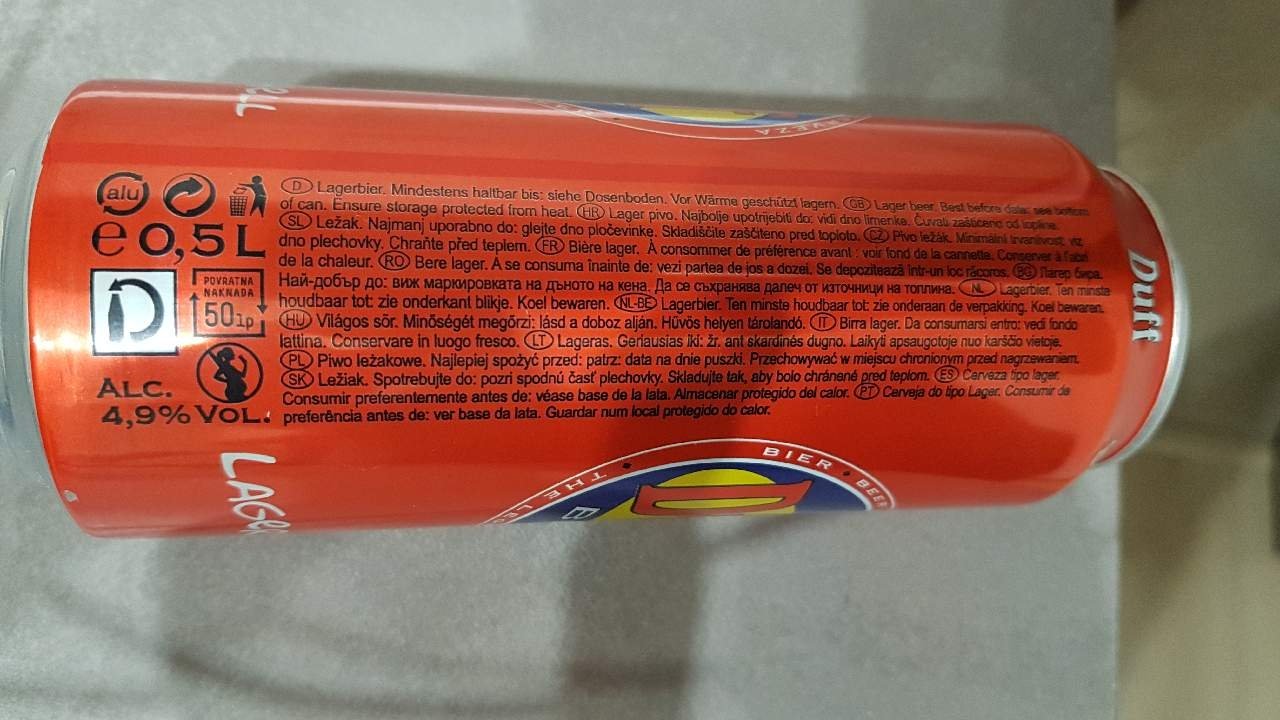 alu
e 0,5L
POVRATNA
NAKNADA
50lp
ALC.
4,9% VOL.
D Lagerbier. Mindestens haltbar bis: siehe Dosenboden. Vor Wärme geschützt lagern. GB Lager beer. Best before date: see bottom
of can. Ensure storage protected from heat. HR Lager pivo. Najbolje upotrijebiti do: vidi dno limenke. Čuvati zaštićeno od topline.
SL Ležak. Najmanj uporabno do: glejte dno pločevinke. Skladiščite zaščiteno pred toploto. CZ Pivo ležák. Minimální trvanlivost, viz
dno plechovky. Chraňte před teplem. FR Bière lager. À consommer de préférence avant : voir fond de la cannette. Conserver à l'abri
de la chaleur. RO Bere lager. A se consuma înainte de: vezi partea de jos a dozei. Se depozitează într-un loc răcoros. BG Лагер бира.
Най-добър до: виж маркировката на дъното на кена. Да се съхранява далеч от източници на топлина. NL Lagerbier. Ten minste
houdbaar tot: zie onderkant blikje. Koel bewaren. NL-BE Lagerbier. Ten minste houdbaar tot: zie onderaan de verpakking. Koel bewaren.
HU Világos sör. Minőségét megőrzi: lásd a doboz alján. Hűvös helyen tárolandó. IT Birra lager. Da consumarsi entro: vedi fondo
lattina. Conservare in luogo fresco. LT Lageras. Geriausias iki: žr. ant skardinės dugno. Laikyti apsaugotoje nuo karščio vietoje.
PL Piwo leżakowe. Najlepiej spożyć przed: patrz: data na dnie puszki. Przechowywać w miejscu chronionym przed nagrzewaniem.
SK Ležiak. Spotrebujte do: pozri spodnú časť plechovky. Skladujte tak, aby bolo chránené pred teplom. ES Cerveza tipo lager.
Consumir preferentemente antes de: véase base de la lata. Almacenar protegido del calor. PT Cerveja do tipo Lager. Consumir de
preferência antes de: ver base da lata. Guardar num local protegido do calor.
Duff
CERVEZA
THE
BIER
BEER